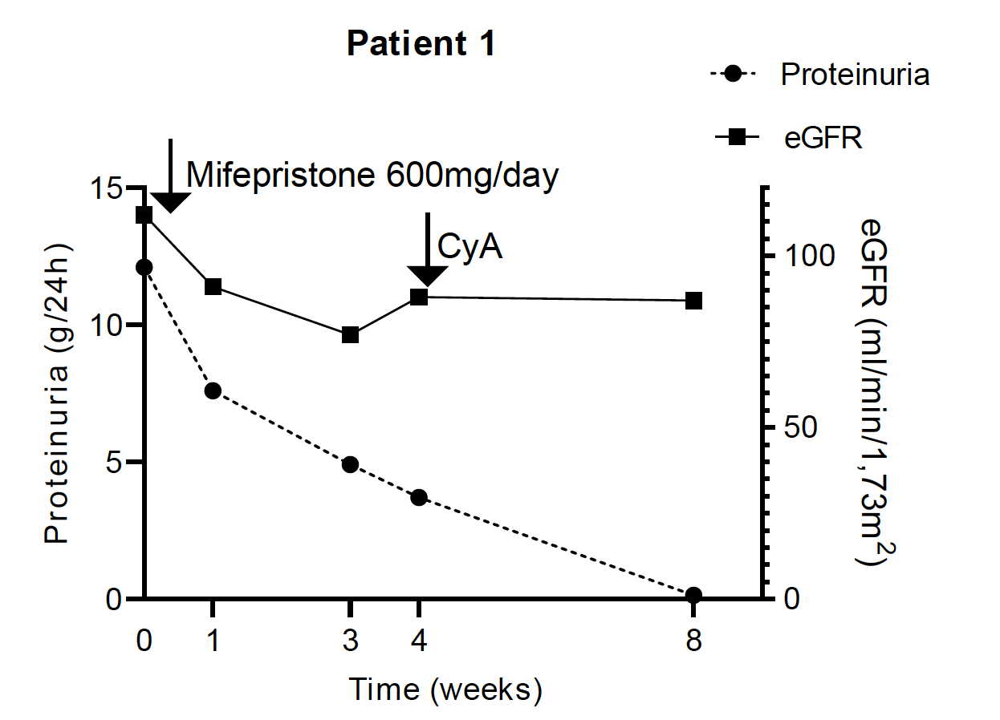 Patient 1
Proteinuria
eGFR
Mifepristone 600mg/day
CyA
15
10
5
0
Proteinuria (g/24h)
100
50
0
eGFR (ml/min/1,73m²)
0 1 3 4 8
Time (weeks)